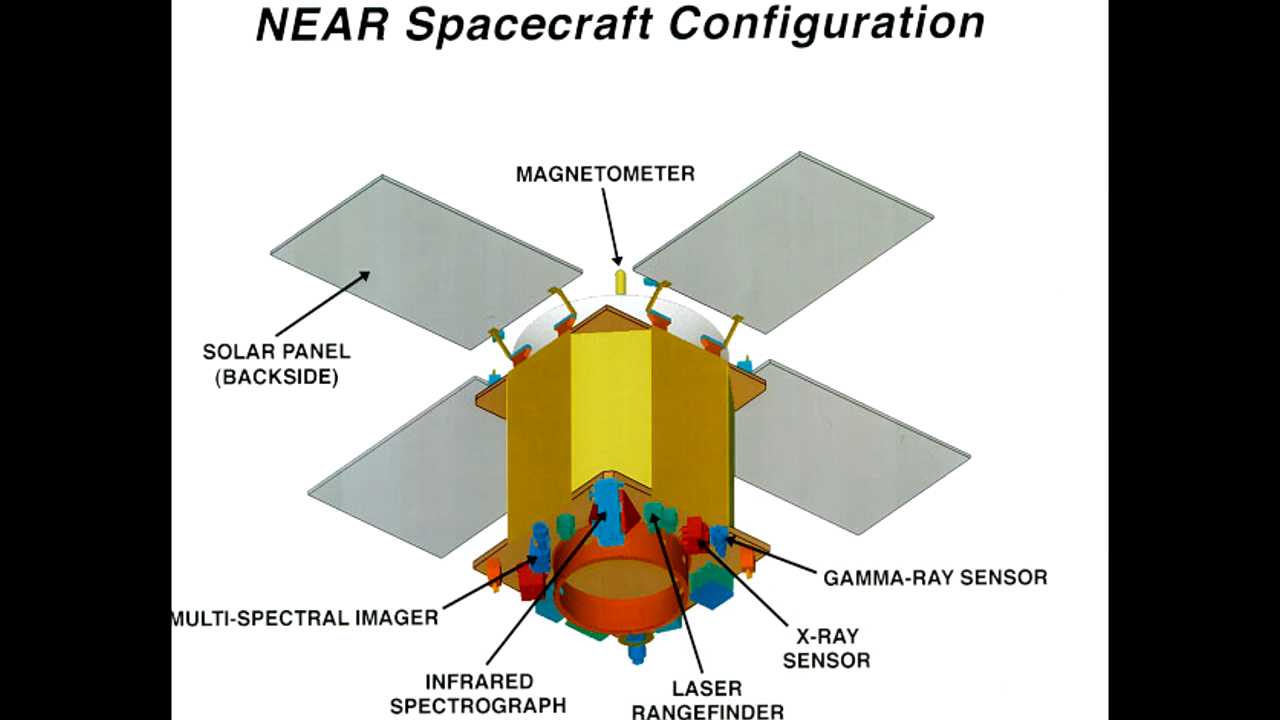 NEAR Spacecraft Configuration
MAGNETOMETER
SOLAR PANEL
(BACKSIDE)
GAMMA-RAY SENSOR
MULTI-SPECTRAL IMAGER
X-RAY
SENSOR
INFRARED
SPECTROGRAPH
LASER
RANGEFINDER